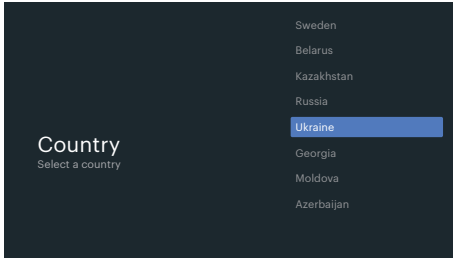 Country
Select a country
Sweden
Belarus
Kazakhstan
Russia
Ukraine
Georgia
Moldova
Azerbaijan